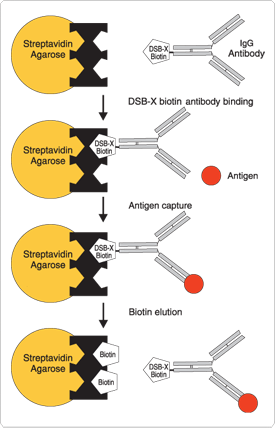 Streptavidin
Agarose
DSB-X
Biotin
IgG
Antibody
DSB-X biotin antibody binding
Streptavidin
Agarose
DSB-X
Biotin
Antigen
Antigen capture
Streptavidin
Agarose
DSB-X
Biotin
Biotin elution
Streptavidin
Agarose
Biotin
Biotin
DSB-X
Biotin